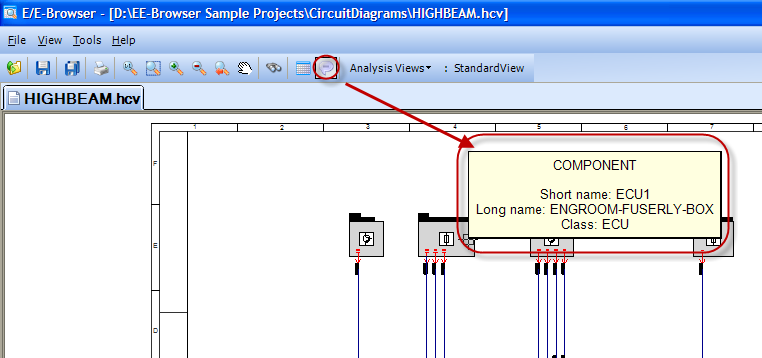 E/E-Browser - [D:\EE-Browser Sample Projects\CircuitDiagrams\HIGHBEAM.hcv]
File View Tools Help
Analysis Views : StandardView
HIGHBEAM.hcv
1 2 3 4 5 6 7
F
COMPONENT
Short name: ECU1
Long name: ENGROOM-FUSERLY-BOX
Class: ECU
E
D